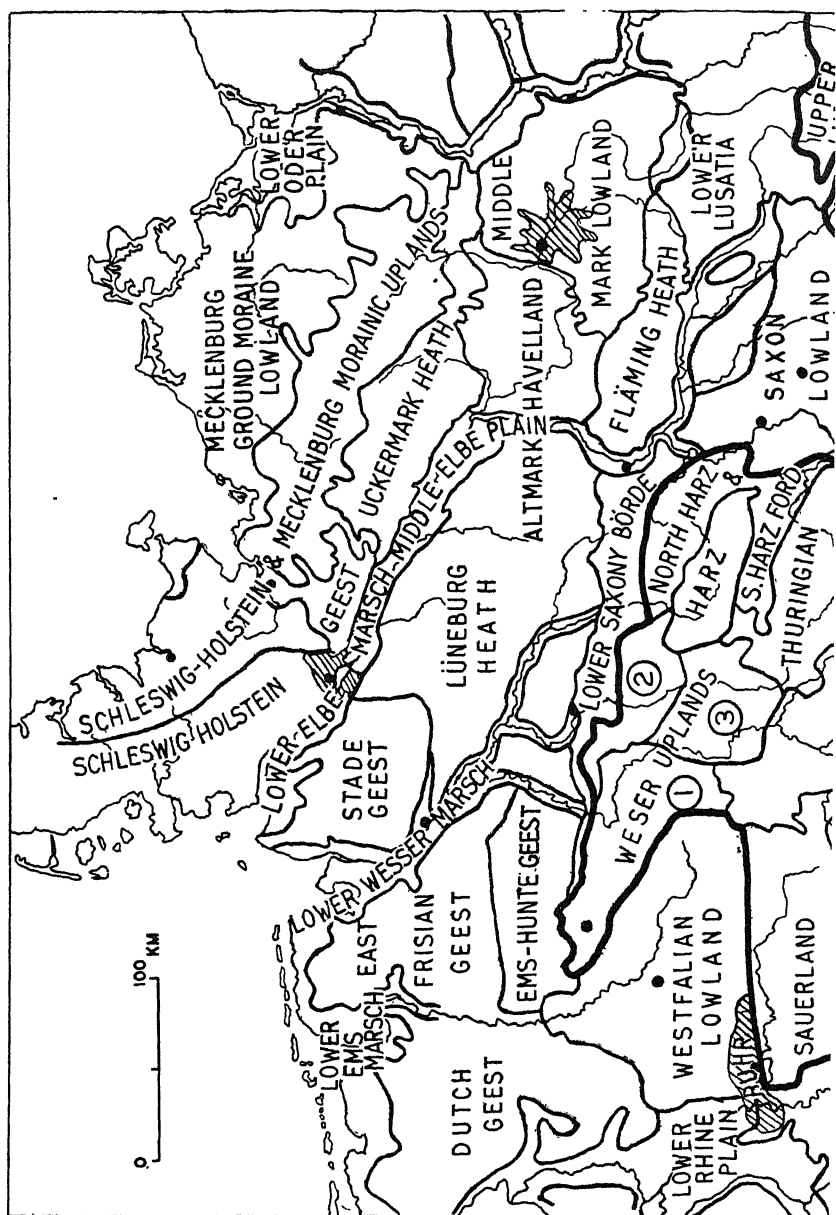 0
100 KM
SCHLESWIG-HOLSTEIN & MECKLENBURG MORAINIC UPLANDS
SCHLESWIG HOLSTEIN
GEEST
MECKLENBURG
GROUND MORAINE
LOWLAND
LOWER
ODER
PLAIN
UCKERMARK HEATH
LOWER-ELBE MARSCH-MIDDLE-ELBE PLAIN
LOWER
EMS
MARSCH
EAST
FRISIAN
GEEST
LOWER WESSER MARSCH
STADE
GEEST
LÜNEBURG
HEATH
ALTMARK HAVELLAND
MIDDLE
MARK LOWLAND
DUTCH
GEEST
EMS-HUNTE GEEST
LOWER SAXONY BÖRDE
FLÄMING HEATH
LOWER
LUSATIA
WESTFALIAN
LOWLAND
WESER UPLANDS
1
2
3
NORTH HARZ &
HARZ
S. HARZ FORD
THURINGIAN
SAXON
LOWLAND
UPPER
LOWER
RHINE
PLAIN
RUHR
SAUERLAND